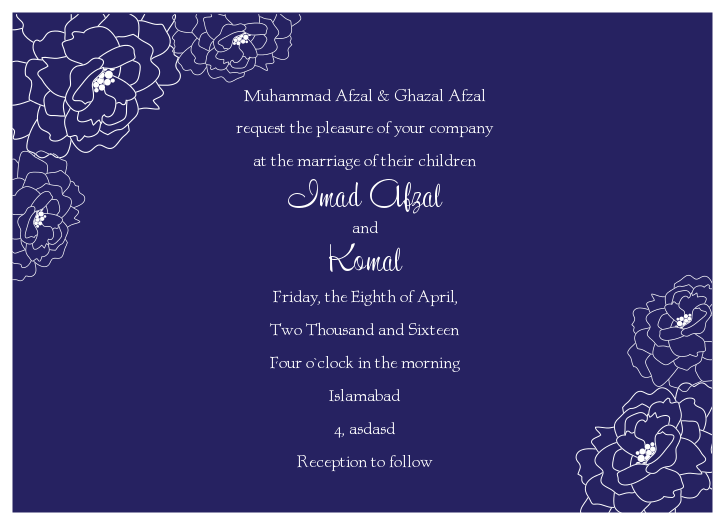 Muhammad Afzal & Ghazal Afzal
request the pleasure of your company
at the marriage of their children
Imad Afzal
and
Komal
Friday, the Eighth of April,
Two Thousand and Sixteen
Four o`clock in the morning
Islamabad
4, asdasd
Reception to follow